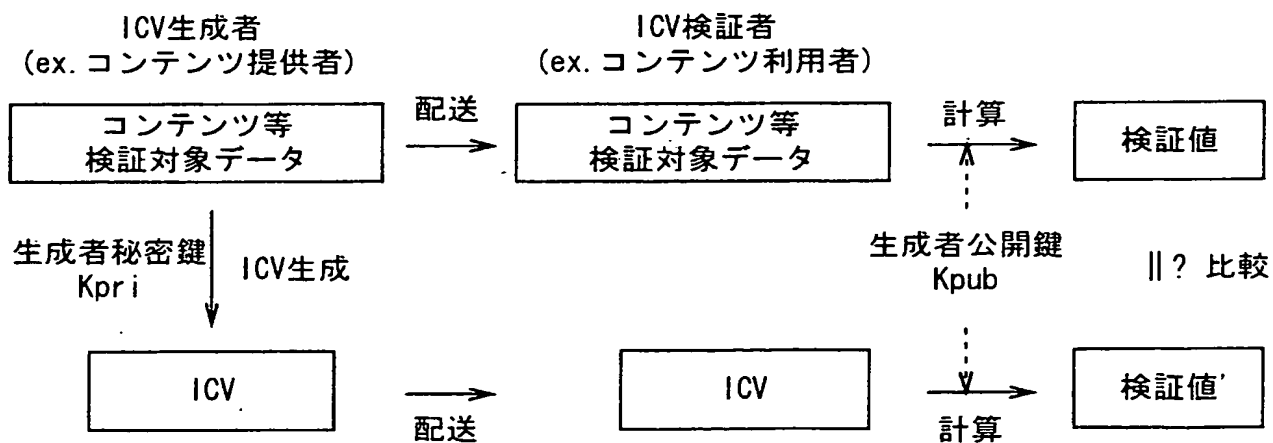 ICV生成者
(ex.コンテンツ提供者)
ICV検証者
(ex.コンテンツ利用者)
コンテンツ等
検証対象データ
配送
コンテンツ等
検証対象データ
計算
検証値
生成者秘密鍵
Kpri
ICV生成
生成者公開鍵
Kpub
||? 比較
ICV
配送
ICV
計算
検証値'